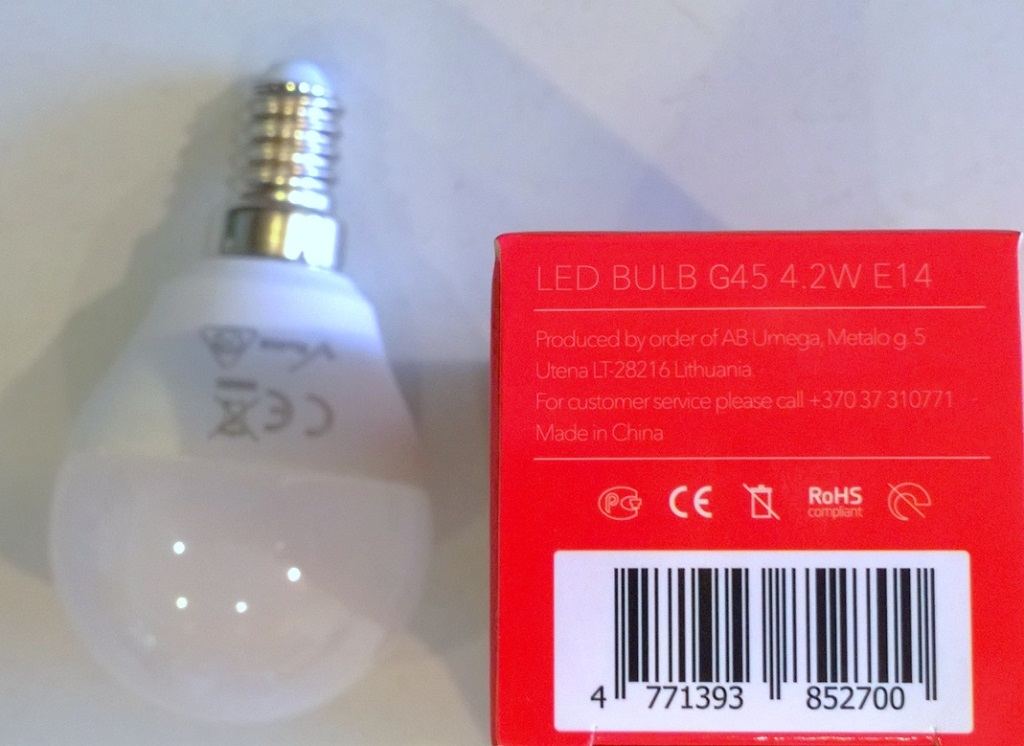 LED BULB G45 4.2W E14
Produced by order of AB Umega, Metalo g. 5
Utena LT-28216 Lithuania.
For customer service please call +370 37 310771
Made in China
CE
RoHS
compliant
4 771393 852700
CE